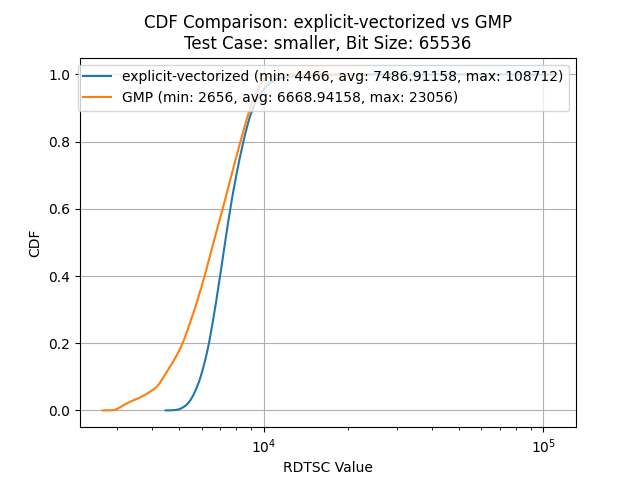 CDF Comparison: explicit-vectorized vs GMP
Test Case: smaller, Bit Size: 65536
explicit-vectorized (min: 4466, avg: 7486.91158, max: 108712)
GMP (min: 2656, avg: 6668.94158, max: 23056)
1.0
0.8
0.6
0.4
0.2
0.0
CDF
10⁴
10⁵
RDTSC Value